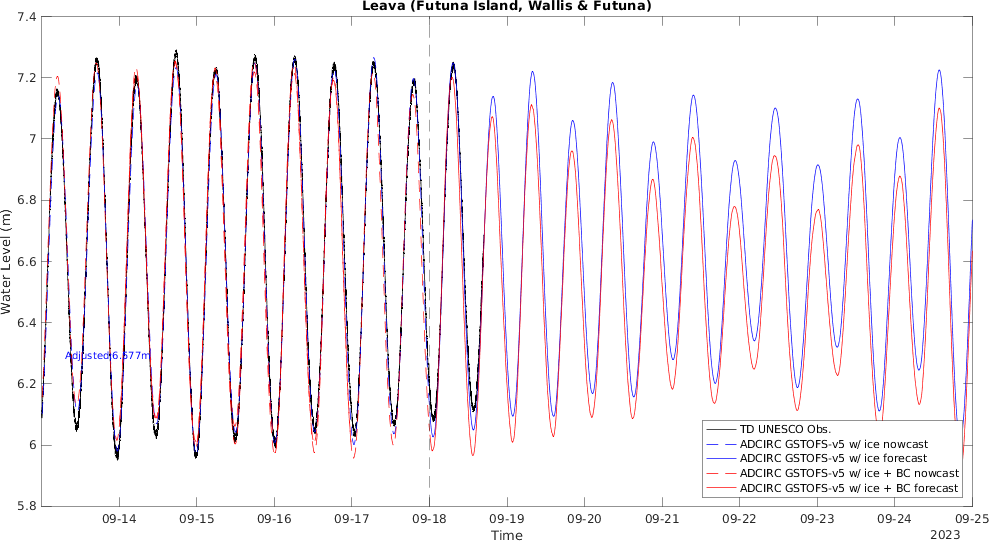 Leava (Futuna Island, Wallis & Futuna)
7.4
7.2
7
6.8
6.6
6.4
6.2
6
5.8
Water Level (m)
Adjusted:6.577m
TD UNESCO Obs.
ADCIRC GSTOFS-v5 w/ ice nowcast
ADCIRC GSTOFS-v5 w/ ice forecast
ADCIRC GSTOFS-v5 w/ ice + BC nowcast
ADCIRC GSTOFS-v5 w/ ice + BC forecast
09-14 09-15 09-16 09-17 09-18 09-19 09-20 09-21 09-22 09-23 09-24 09-25
Time
2023